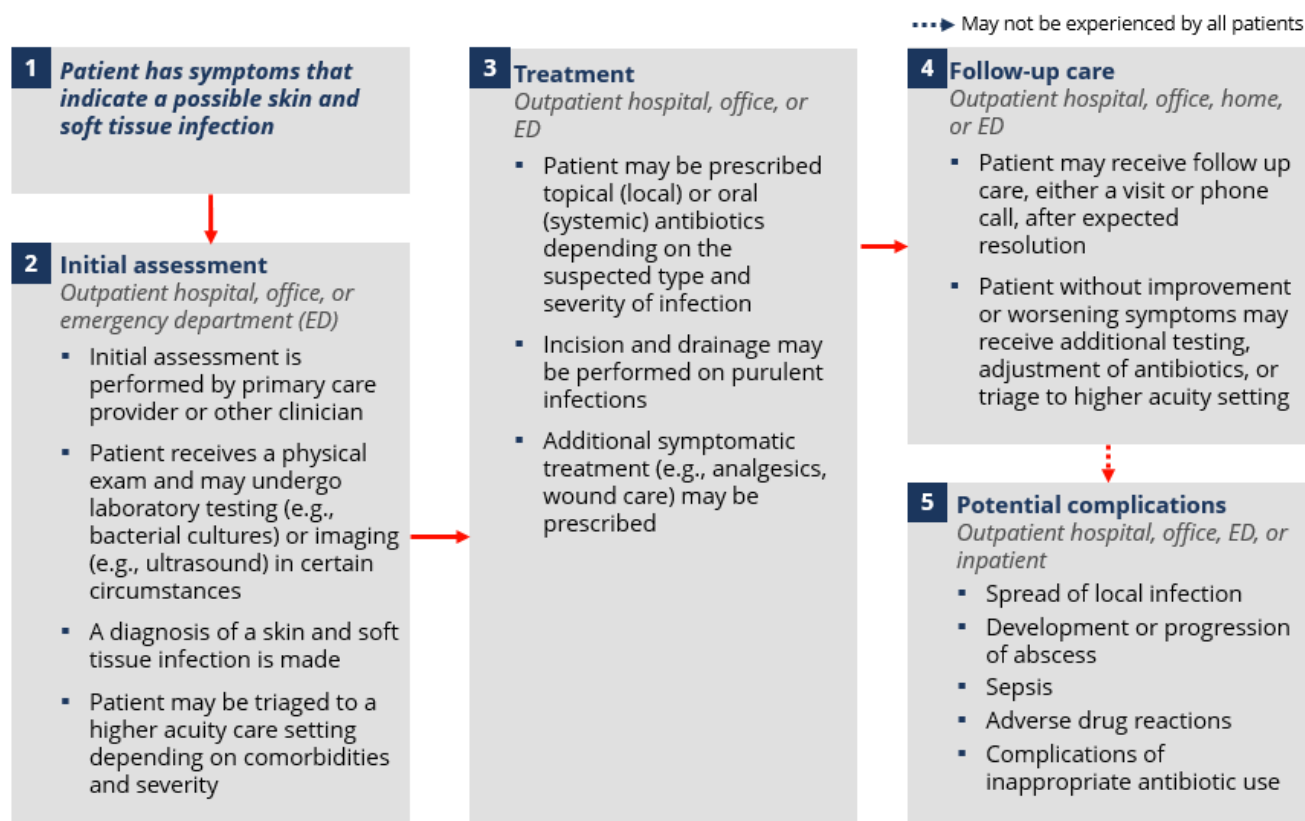 May not be experienced by all patients
1
Patient has symptoms that
indicate a possible skin and
soft tissue infection
2
Initial assessment
Outpatient hospital, office, or
emergency department (ED)
▪ Initial assessment is
performed by primary care
provider or other clinician
▪ Patient receives a physical
exam and may undergo
laboratory testing (e.g.,
bacterial cultures) or imaging
(e.g., ultrasound) in certain
circumstances
▪ A diagnosis of a skin and soft
tissue infection is made
▪ Patient may be triaged to a
higher acuity care setting
depending on comorbidities
and severity
3
Treatment
Outpatient hospital, office, or
ED
▪ Patient may be prescribed
topical (local) or oral
(systemic) antibiotics
depending on the
suspected type and
severity of infection
▪ Incision and drainage may
be performed on purulent
infections
▪ Additional symptomatic
treatment (e.g., analgesics,
wound care) may be
prescribed
4
Follow-up care
Outpatient hospital, office, home,
or ED
▪ Patient may receive follow up
care, either a visit or phone
call, after expected
resolution
▪ Patient without improvement
or worsening symptoms may
receive additional testing,
adjustment of antibiotics, or
triage to higher acuity setting
5
Potential complications
Outpatient hospital, office, ED, or
inpatient
▪ Spread of local infection
▪ Development or progression
of abscess
▪ Sepsis
▪ Adverse drug reactions
▪ Complications of
inappropriate antibiotic use